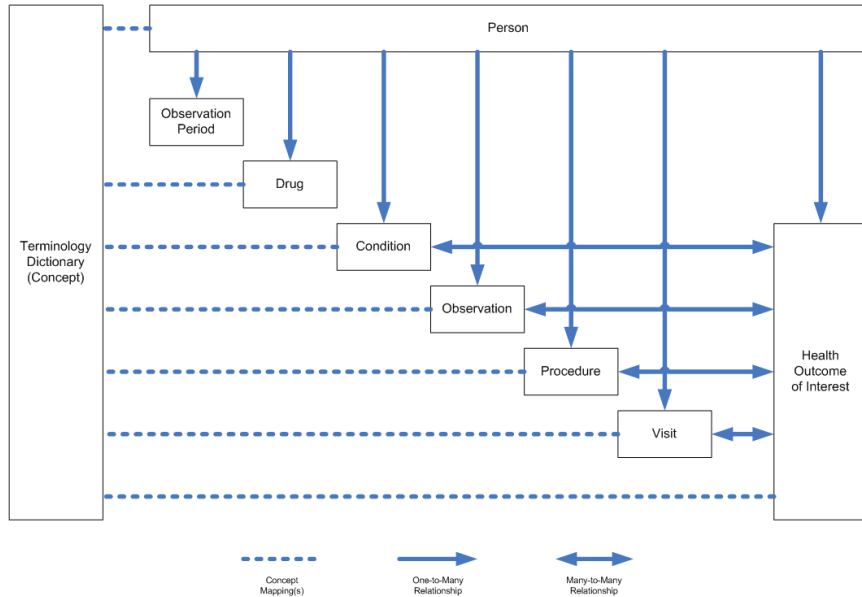 Person
Observation
Period
Drug
Terminology
Dictionary
(Concept)
Condition
Observation
Procedure
Health
Outcome
of Interest
Visit
Concept
Mapping(s)
One-to-Many
Relationship
Many-to-Many
Relationship